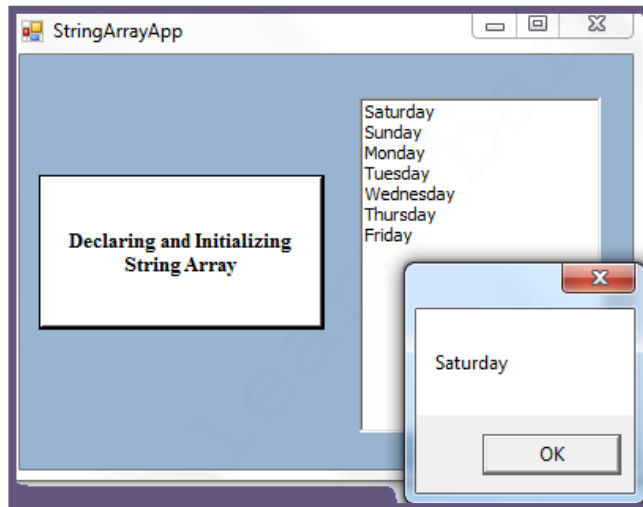 StringArrayApp
Declaring and Initializing
String Array
Saturday
Sunday
Monday
Tuesday
Wednesday
Thursday
Friday
Saturday
OK